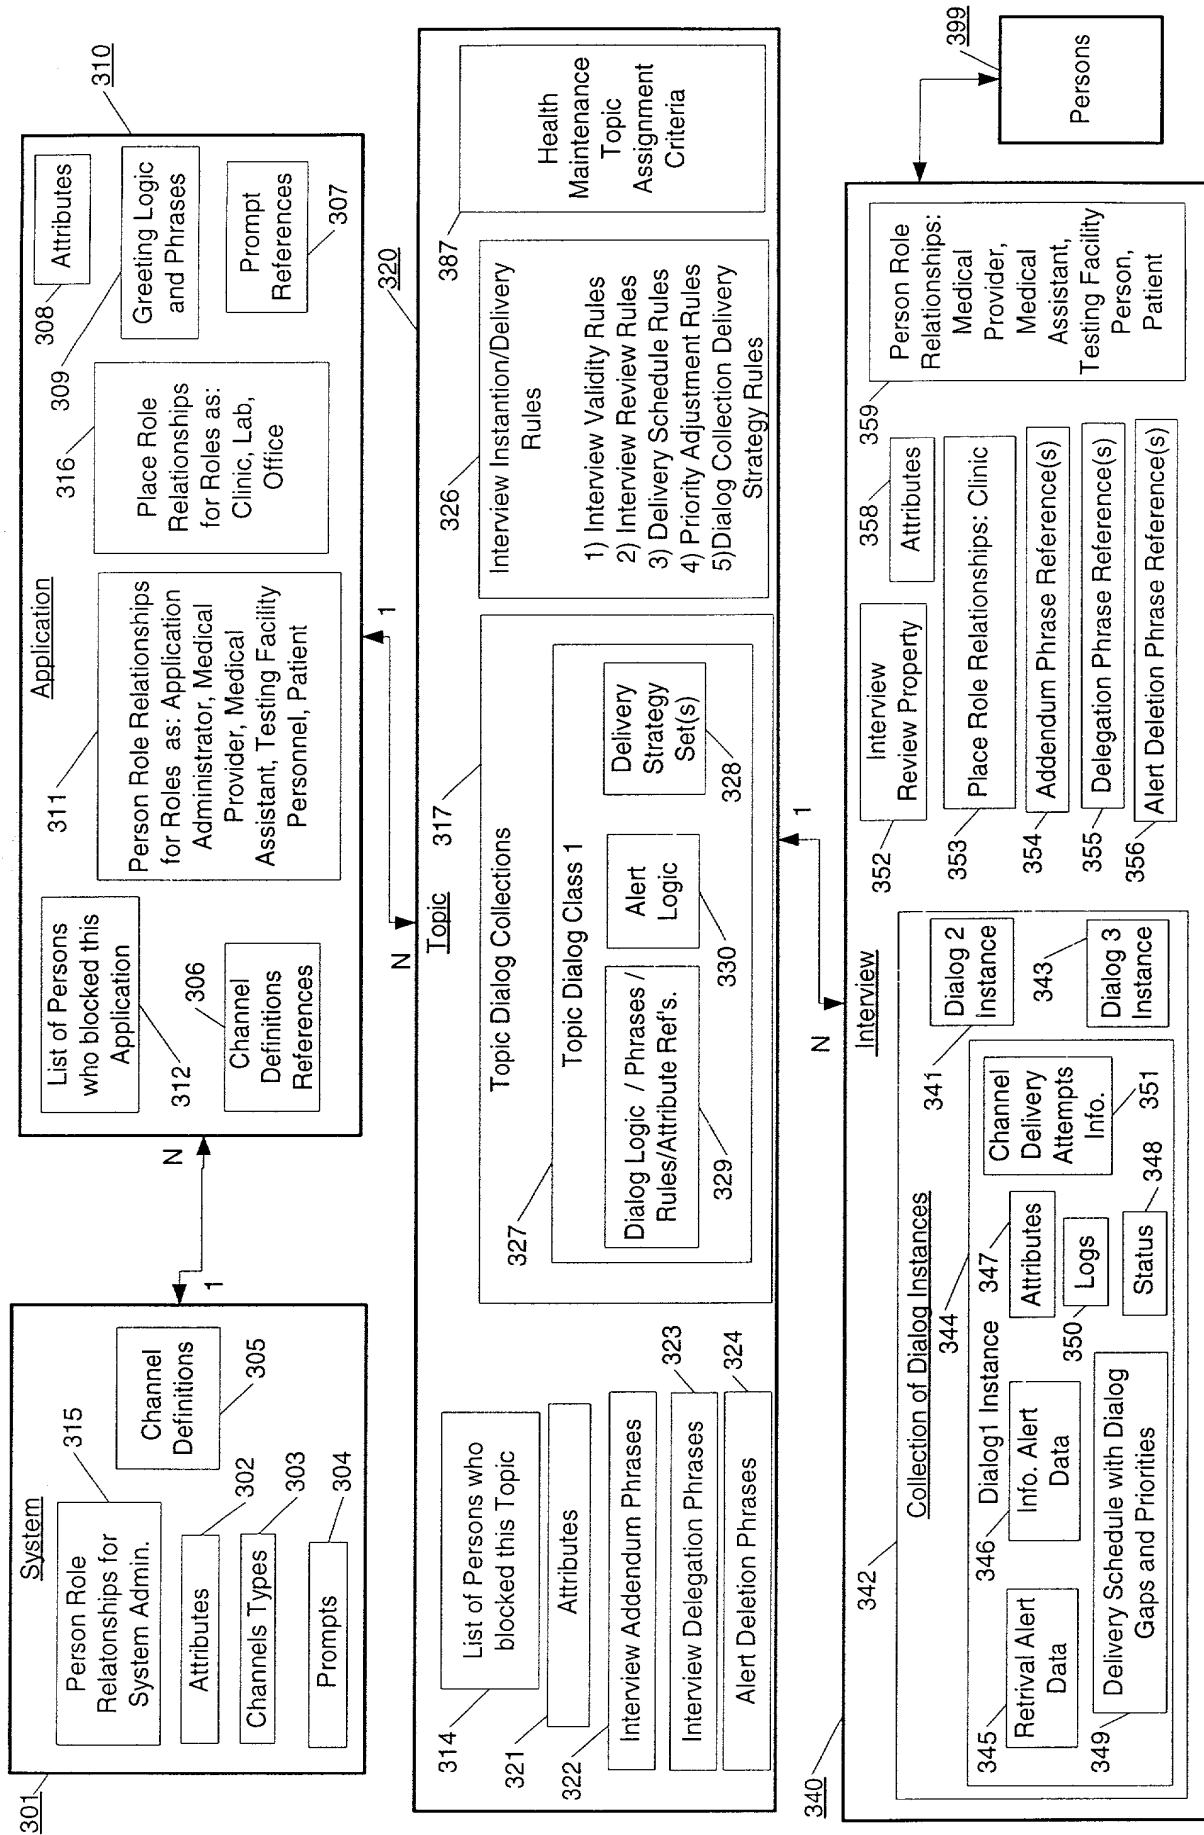 301
System
Person Role
Relatonships for
System Admin.
315
Attributes
302
Channels Types
303
Prompts
304
Channel
Definitions
305
1
N
Application
310
List of Persons
who blocked this
Application
312
306
Channel
Definitions
References
311
Person Role Relationships
for Roles as: Application
Administrator, Medical
Provider, Medical
Assistant, Testing Facility
Personnel, Patient
316
Place Role
Relationships
for Roles as:
Clinic, Lab,
Office
308
Attributes
309
Greeting Logic
and Phrases
Prompt
References
307
1
N
Topic
320
314
List of Persons who
blocked this Topic
321
Attributes
322
Interview Addendum Phrases
323
Interview Delegation Phrases
324
Alert Deletion Phrases
317
Topic Dialog Collections
327
Topic Dialog Class 1
Dialog Logic / Phrases /
Rules/Attribute Ref's.
329
Alert
Logic
330
Delivery
Strategy
Set(s)
328
326
Interview Instantion/Delivery
Rules
1) Interview Validity Rules
2) Interview Review Rules
3) Delivery Schedule Rules
4) Priority Adjustment Rules
5)Dialog Collection Delivery
Strategy Rules
387
Health
Maintenance
Topic
Assignment
Criteria
1
N
Interview
340
342
Collection of Dialog Instances
344
Dialog1 Instance
345
Retrival Alert
Data
346
Info. Alert
Data
347
Attributes
350
Logs
Channel
Delivery
Attempts
Info.
351
349
Delivery Schedule with Dialog
Gaps and Priorities
Status
348
341
Dialog 2
Instance
343
Dialog 3
Instance
352
Interview
Review Property
358
Attributes
353
Place Role Relationships: Clinic
354
Addendum Phrase Reference(s)
355
Delegation Phrase Reference(s)
356
Alert Deletion Phrase Reference(s)
359
Person Role
Relationships:
Medical
Provider,
Medical
Assistant,
Testing Facility
Person,
Patient
399
Persons